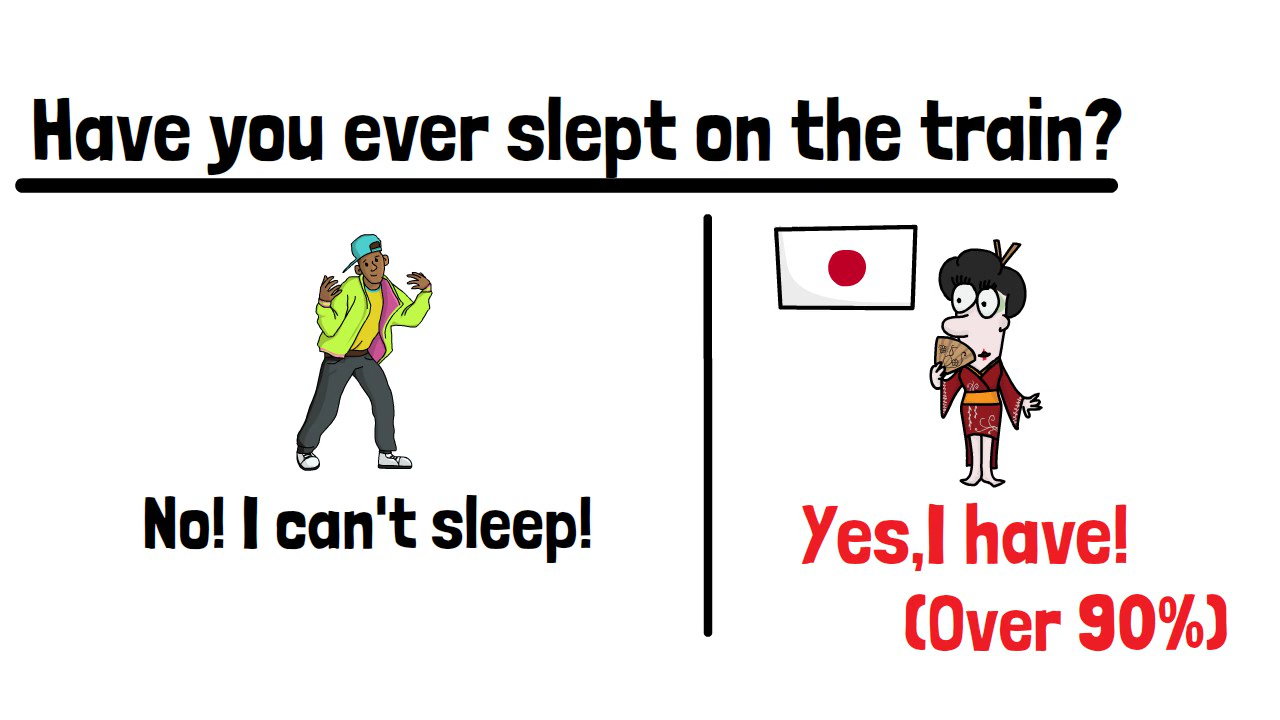 Have you ever slept on the train?
No! I can't sleep!
Yes,I have!
(Over 90%)